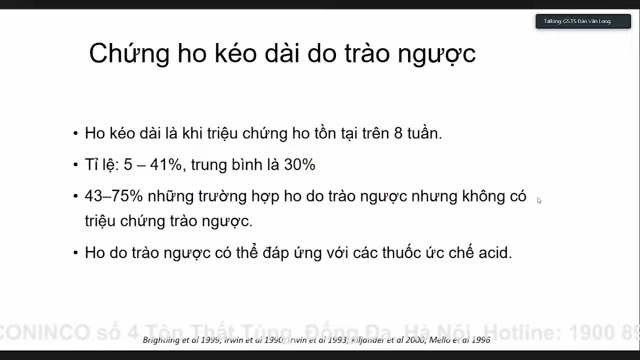 Talking: GS.TS Đào Văn Long
Chứng ho kéo dài do trào ngược
• Ho kéo dài là khi triệu chứng ho tồn tại trên 8 tuần.
• Tỉ lệ: 5 – 41%, trung bình là 30%
• 43–75% những trường hợp ho do trào ngược nhưng không có
triệu chứng trào ngược.
• Ho do trào ngược có thể đáp ứng với các thuốc ức chế acid.
CONINCO số 4 Tôn Thất Tùng, Đống Đa, Hà Nội. Hotline: 1900 89
Brightling et al 1999; Irwin et al 1990; Irwin et al 1993; Kiljander et al 2000; Mello et al 1996